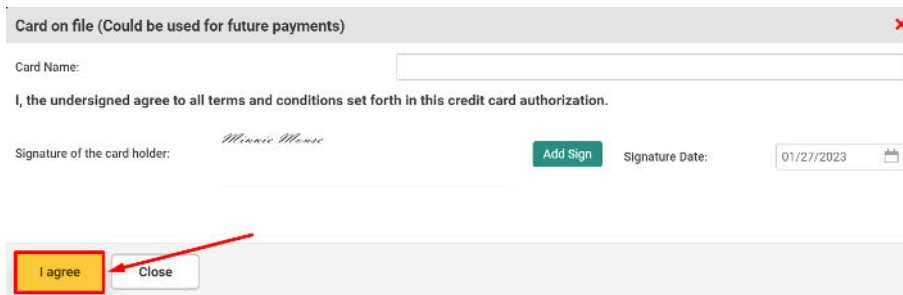 Card on file (Could be used for future payments)
Card Name:
I, the undersigned agree to all terms and conditions set forth in this credit card authorization.
Signature of the card holder: Minnie Mouse Add Sign Signature Date: 01/27/2023
I agree Close